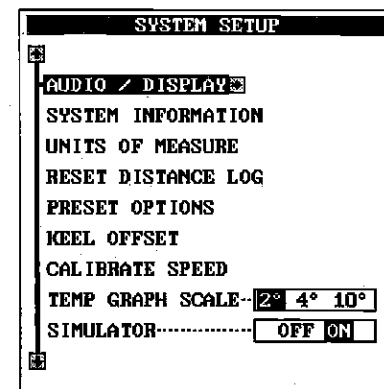 SYSTEM SETUP
AUDIO / DISPLAY
SYSTEM INFORMATION
UNITS OF MEASURE
RESET DISTANCE LOG
PRESET OPTIONS
KEEL OFFSET
CALIBRATE SPEED
TEMP GRAPH SCALE 2° 4° 10°
SIMULATOR OFF ON